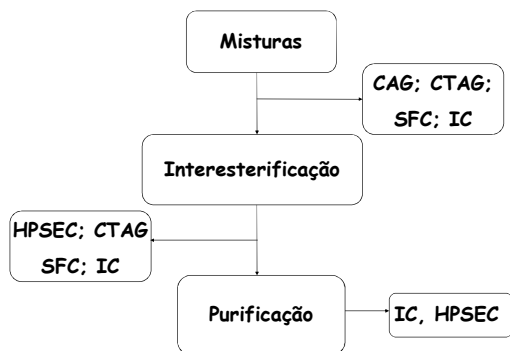 Misturas
CAG; CTAG;
SFC; IC
Interesterificação
HPSEC; CTAG
SFC; IC
Purificação
IC, HPSEC